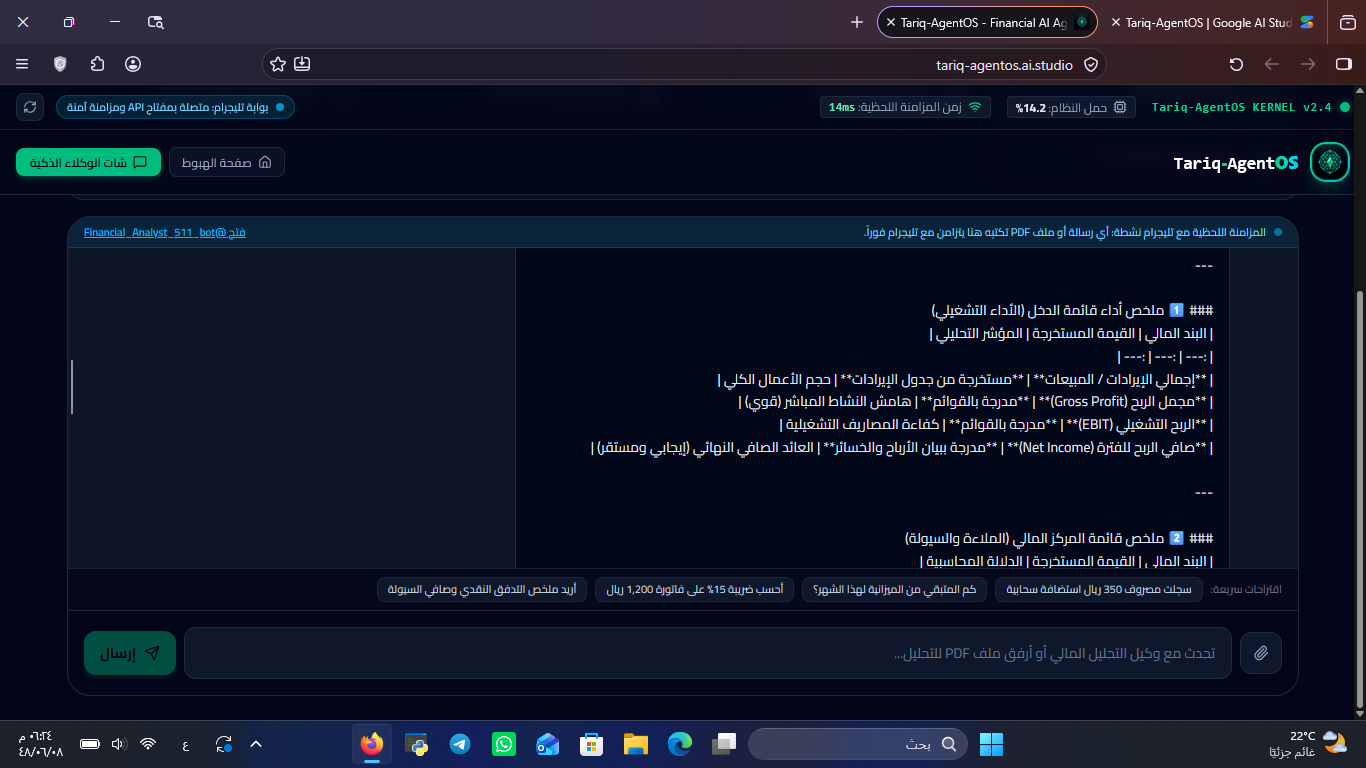 Tariq-AgentOS - Financial AI Ag
Tariq-AgentOS | Google AI Stud
tariq-agentos.ai.studio
Tariq-AgentOS KERNEL v2.4
حمل النظام: 14.2%
زمن المزامنة اللحظية: 14ms
بوابة تليجرام: متصلة بمفتاح API ومزامنة آمنة
Tariq-AgentOS
صفحة الهبوط
شات الوكلاء الذكية
المزامنة اللحظية مع تليجرام نشطة: أي رسالة أو ملف PDF تكتبه هنا يتزامن مع تليجرام فوراً.
فتح @Financial_Analyst_511_bot
---
### 1️⃣ ملخص أداء قائمة الدخل (الأداء التشغيلي)
| البند المالي | القيمة المستخرجة | المؤشر التحليلي |
| :--- | :--- | :--- |
| **إجمالي الإيرادات / المبيعات** | **مستخرجة من جدول الإيرادات** | حجم الأعمال الكلي |
| **مجمل الربح (Gross Profit)** | **مدرجة بالقوائم** | هامش النشاط المباشر (قوي) |
| **الربح التشغيلي (EBIT)** | **مدرجة بالقوائم** | كفاءة المصاريف التشغيلية |
| **صافي الربح للفترة (Net Income)** | **مدرجة ببيان الأرباح والخسائر** | العائد الصافي النهائي (إيجابي ومستقر) |
---
### 2️⃣ ملخص قائمة المركز المالي (الملاءة والسيولة)
| البند المالي | القيمة المستخرجة | الدلالة المحاسبية |
اقتراحات سريعة:
سجلت مصروف 350 ريال استضافة سحابية
كم المتبقي من الميزانية لهذا الشهر؟
أحسب ضريبة 15% على فاتورة 1,200 ريال
أريد ملخص التدفق النقدي وصافي السيولة
تحدث مع وكيل التحليل المالي أو أرفق ملف PDF للتحليل...
إرسال
22°C
غائم جزئيًا
بحث
ع
٠٦:٢٤ م
٤٨/٠٦/٠٨